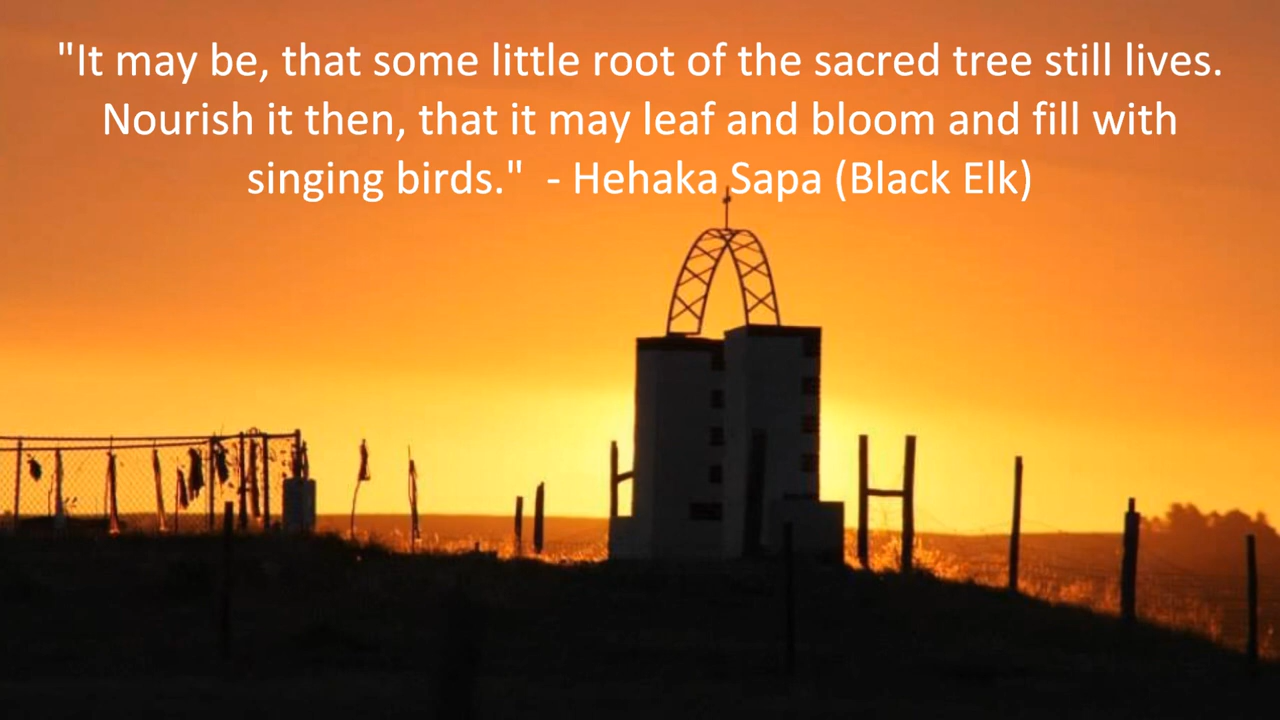 "It may be, that some little root of the sacred tree still lives.
Nourish it then, that it may leaf and bloom and fill with
singing birds."  - Hehaka Sapa (Black Elk)